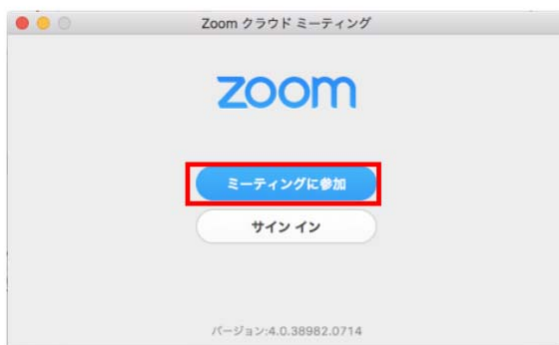 Zoom クラウド ミーティング
zoom
ミーティングに参加
サイン イン
バージョン:4.0.38982.0714